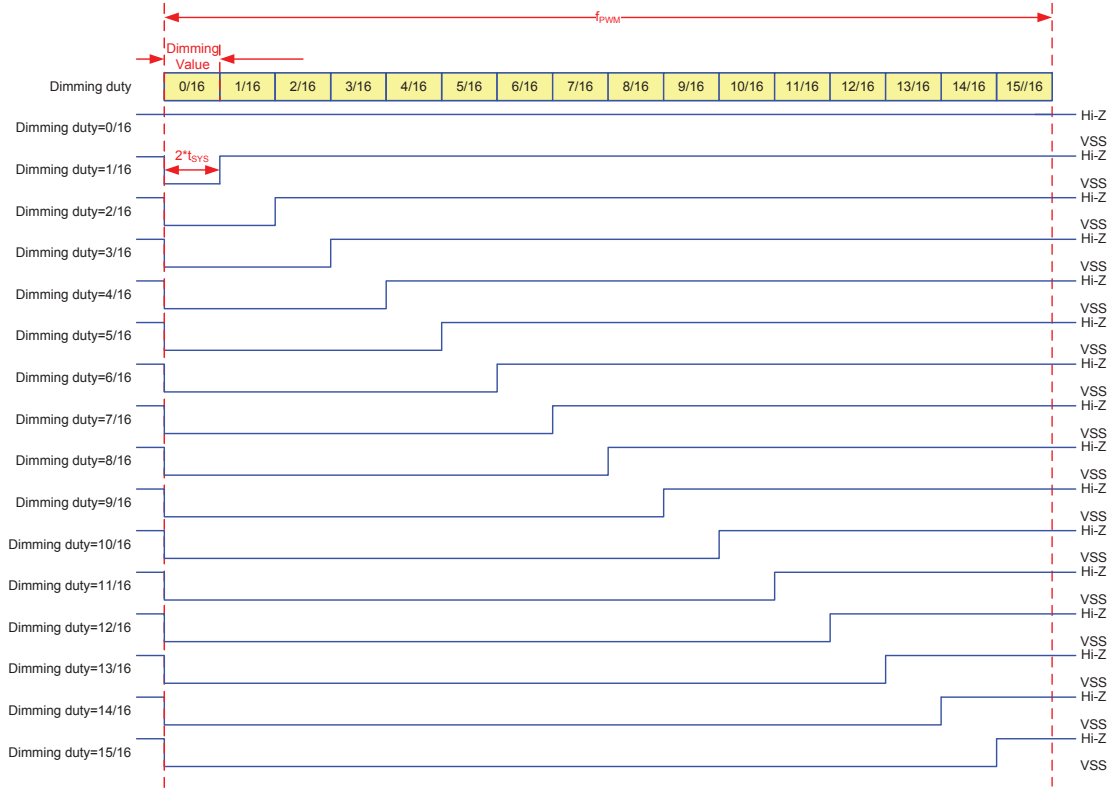 fPWM
Dimming
Value
Dimming duty 0/16 1/16 2/16 3/16 4/16 5/16 6/16 7/16 8/16 9/16 10/16 11/16 12/16 13/16 14/16 15//16
Hi-Z
Dimming duty=0/16
VSS
2*tSYS Hi-Z
Dimming duty=1/16
VSS
Hi-Z
Dimming duty=2/16
VSS
Hi-Z
Dimming duty=3/16
VSS
Hi-Z
Dimming duty=4/16
VSS
Hi-Z
Dimming duty=5/16
VSS
Hi-Z
Dimming duty=6/16
VSS
Hi-Z
Dimming duty=7/16
VSS
Hi-Z
Dimming duty=8/16
VSS
Hi-Z
Dimming duty=9/16
VSS
Hi-Z
Dimming duty=10/16
VSS
Hi-Z
Dimming duty=11/16
VSS
Hi-Z
Dimming duty=12/16
VSS
Hi-Z
Dimming duty=13/16
VSS
Hi-Z
Dimming duty=14/16
VSS
Hi-Z
Dimming duty=15/16
VSS